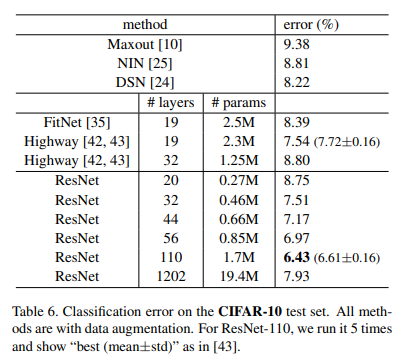 method error (%)
Maxout [10] 9.38
NIN [25] 8.81
DSN [24] 8.22
# layers # params
FitNet [35] 19 2.5M 8.39
Highway [42, 43] 19 2.3M 7.54 (7.72±0.16)
Highway [42, 43] 32 1.25M 8.80
ResNet 20 0.27M 8.75
ResNet 32 0.46M 7.51
ResNet 44 0.66M 7.17
ResNet 56 0.85M 6.97
ResNet 110 1.7M 6.43 (6.61±0.16)
ResNet 1202 19.4M 7.93
Table 6. Classification error on the CIFAR-10 test set. All meth-
ods are with data augmentation. For ResNet-110, we run it 5 times
and show “best (mean±std)” as in [43].